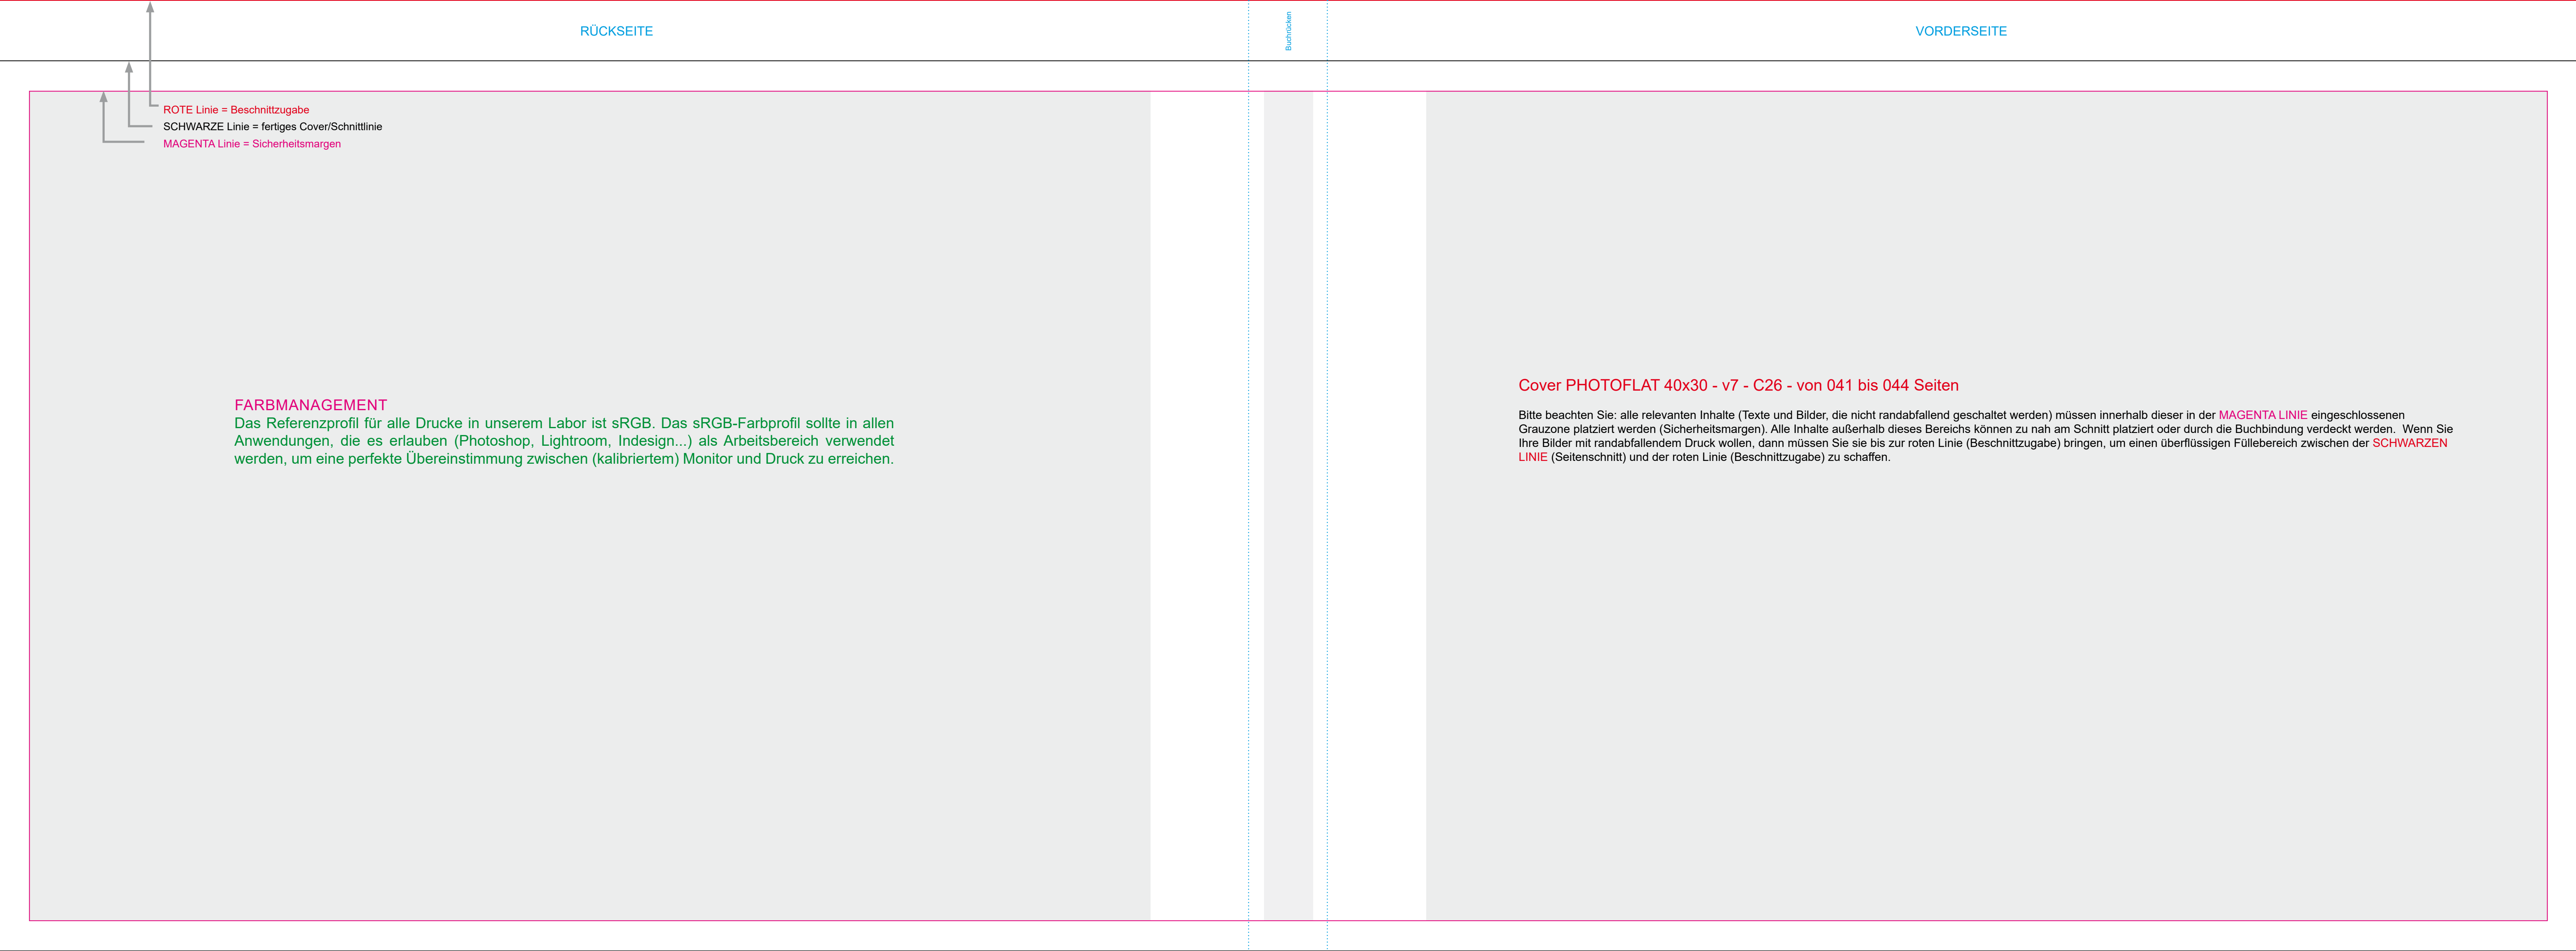 RÜCKSEITE
Buchrücken
VORDERSEITE
ROTE Linie = Beschnittzugabe
SCHWARZE Linie = fertiges Cover/Schnittlinie
MAGENTA Linie = Sicherheitsmargen
FARBMANAGEMENT
Das Referenzprofil für alle Drucke in unserem Labor ist sRGB. Das sRGB-Farbprofil sollte in allen
Anwendungen, die es erlauben (Photoshop, Lightroom, Indesign...) als Arbeitsbereich verwendet
werden, um eine perfekte Übereinstimmung zwischen (kalibriertem) Monitor und Druck zu erreichen.
Cover PHOTOFLAT 40x30 - v7 - C26 - von 041 bis 044 Seiten
Bitte beachten Sie: alle relevanten Inhalte (Texte und Bilder, die nicht randabfallend geschaltet werden) müssen innerhalb dieser in der MAGENTA LINIE eingeschlossenen
Grauzone platziert werden (Sicherheitsmargen). Alle Inhalte außerhalb dieses Bereichs können zu nah am Schnitt platziert oder durch die Buchbindung verdeckt werden. Wenn Sie
Ihre Bilder mit randabfallendem Druck wollen, dann müssen Sie sie bis zur roten Linie (Beschnittzugabe) bringen, um einen überflüssigen Füllebereich zwischen der SCHWARZEN
LINIE (Seitenschnitt) und der roten Linie (Beschnittzugabe) zu schaffen.